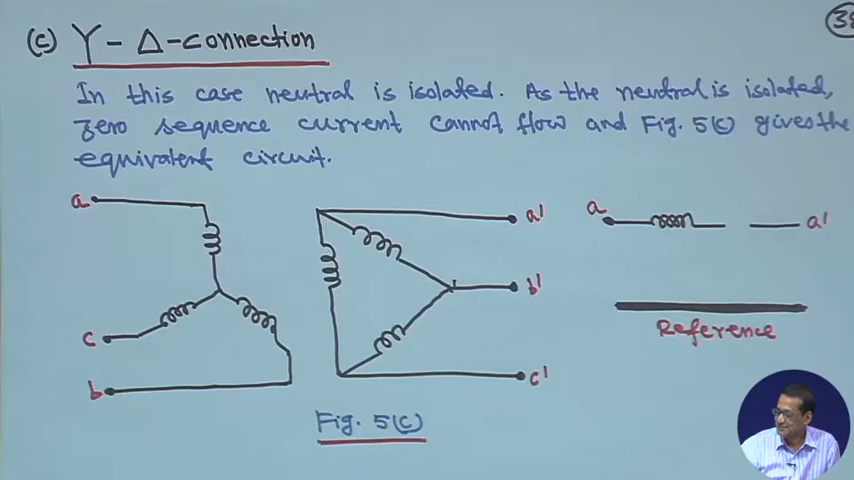 38
(c) Y - Δ - connection
In this case neutral is isolated. As the neutral is isolated,
zero sequence current cannot flow and Fig. 5(c) gives the
equivalent circuit.
a
a'
a
a'
b'
c
Reference
b
c'
Fig. 5(c)